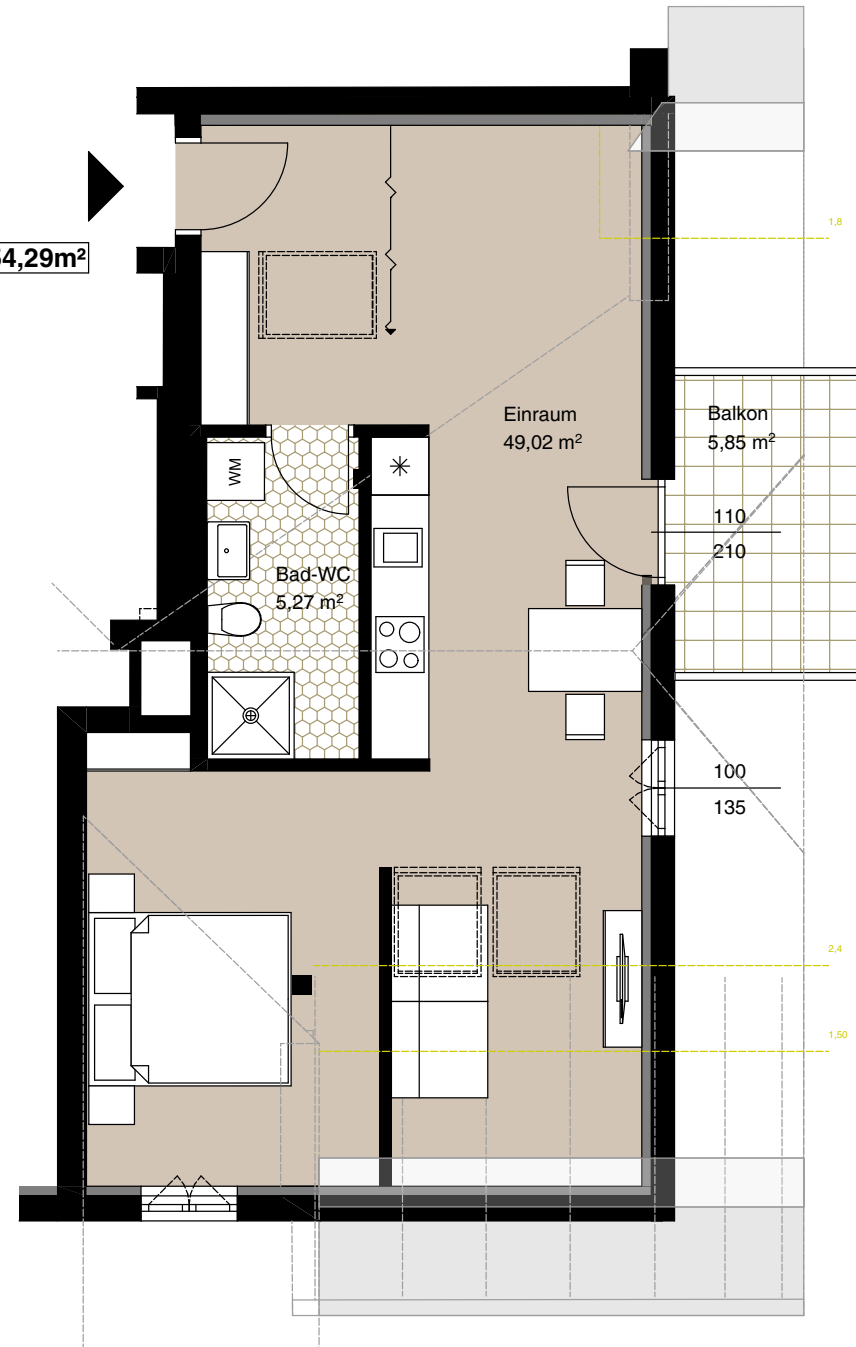 4,29m²
1,8
Einraum
49,02 m²
Balkon
5,85 m²
WM
110
210
Bad-WC
5,27 m²
100
135
2,4
1,50